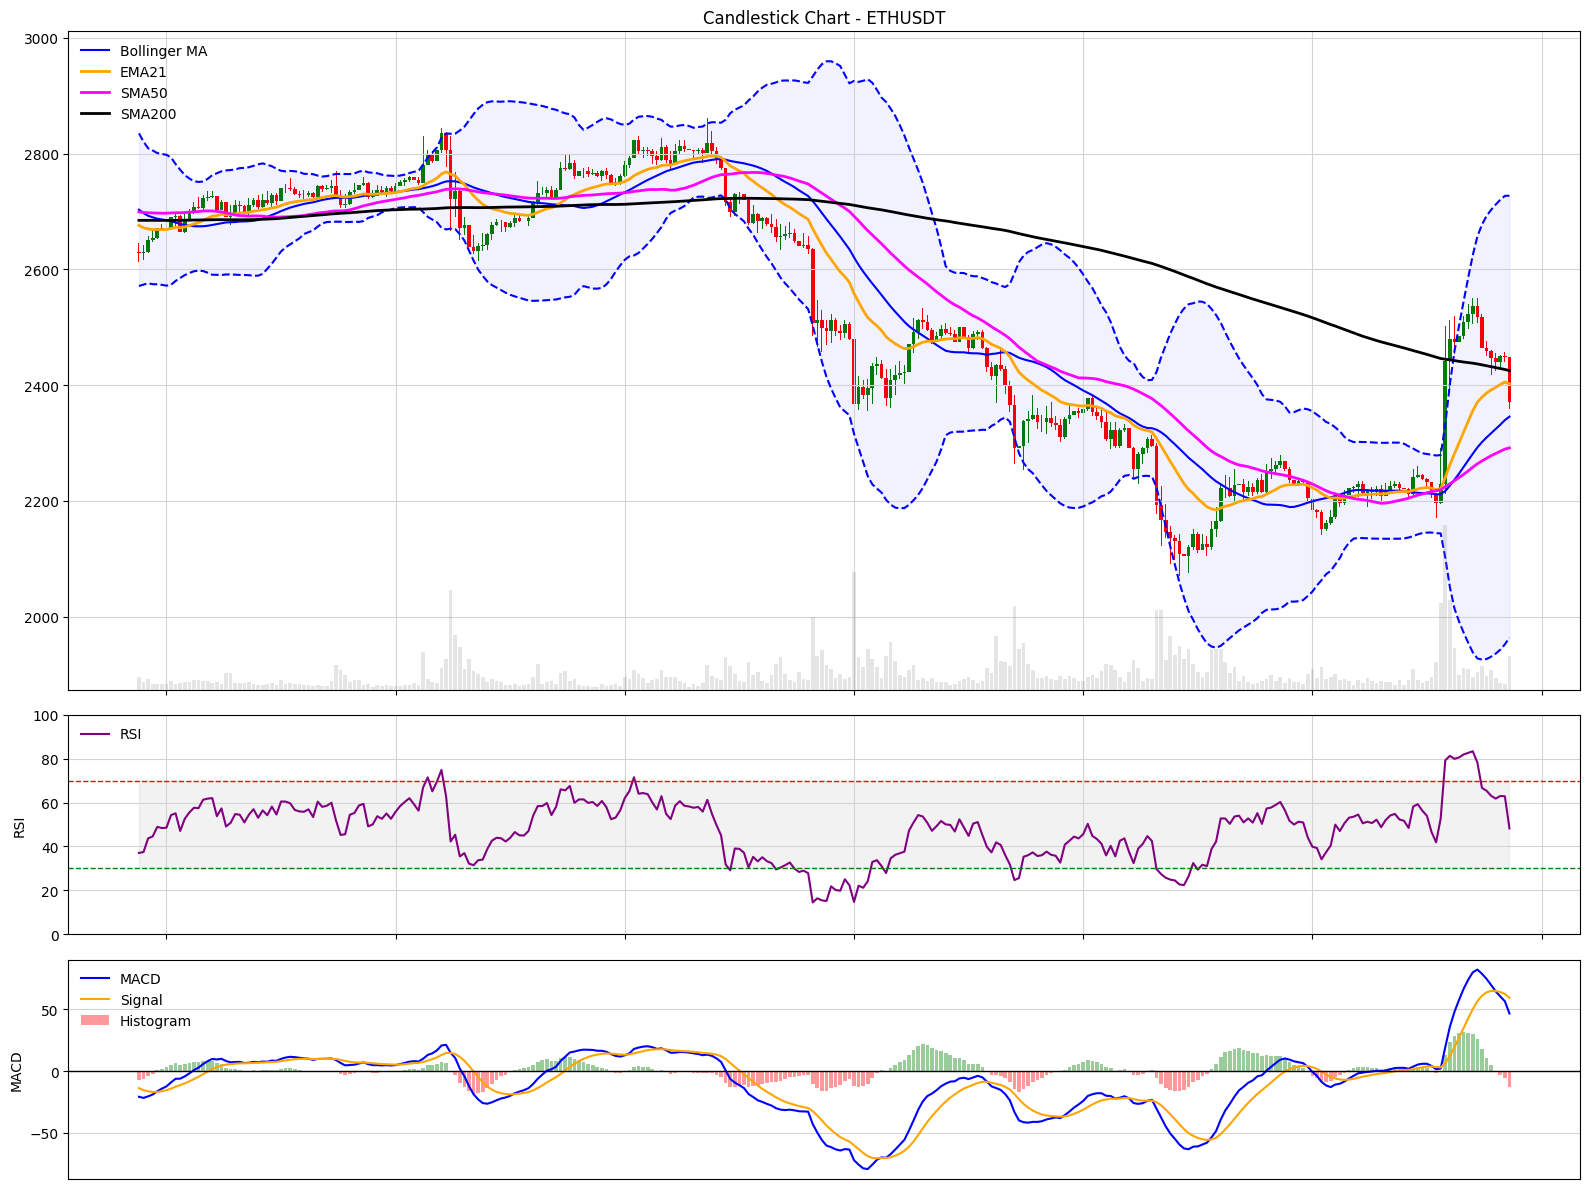 Candlestick Chart - ETHUSDT
3000
2800
2600
2400
2200
2000
Bollinger MA
EMA21
SMA50
SMA200
100
80
60
40
20
0
RSI
RSI
50
0
−50
MACD
MACD
Signal
Histogram